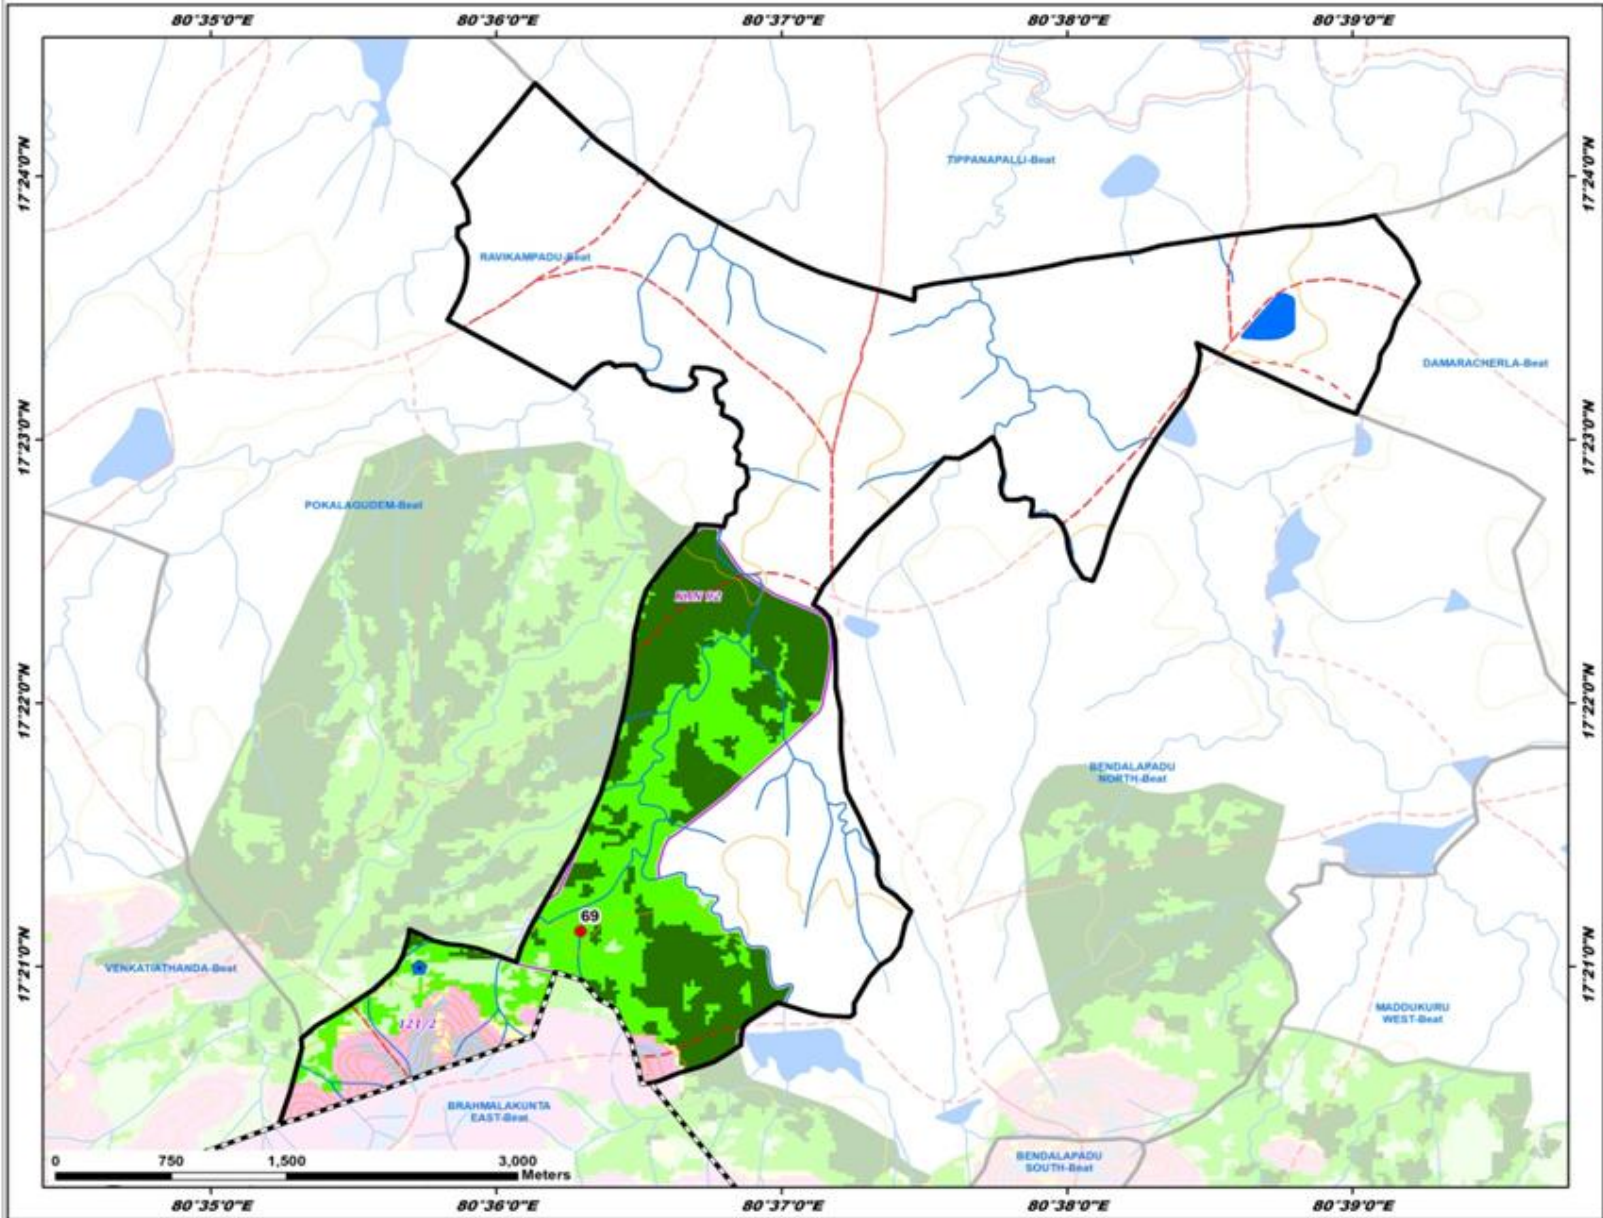 80°35'0"E 80°36'0"E 80°37'0"E 80°38'0"E 80°39'0"E
17°24'0"N 17°24'0"N
TIPPANAPALLI-Beat
RAVIKAMPADU-Beat
DAMARACHERLA-Beat
17°23'0"N 17°23'0"N
POKALAGUDEM-Beat
17°22'0"N 17°22'0"N
BENDALAPADU
NORTH-Beat
69
17°21'0"N 17°21'0"N
VENKATIATHANDA-Beat
121/2
MADDUKURU
WEST-Beat
BRAHMALAKUNTA
EAST-Beat
BENDALAPADU
SOUTH-Beat
0 750 1,500 3,000
Meters
80°35'0"E 80°36'0"E 80°37'0"E 80°38'0"E 80°39'0"E